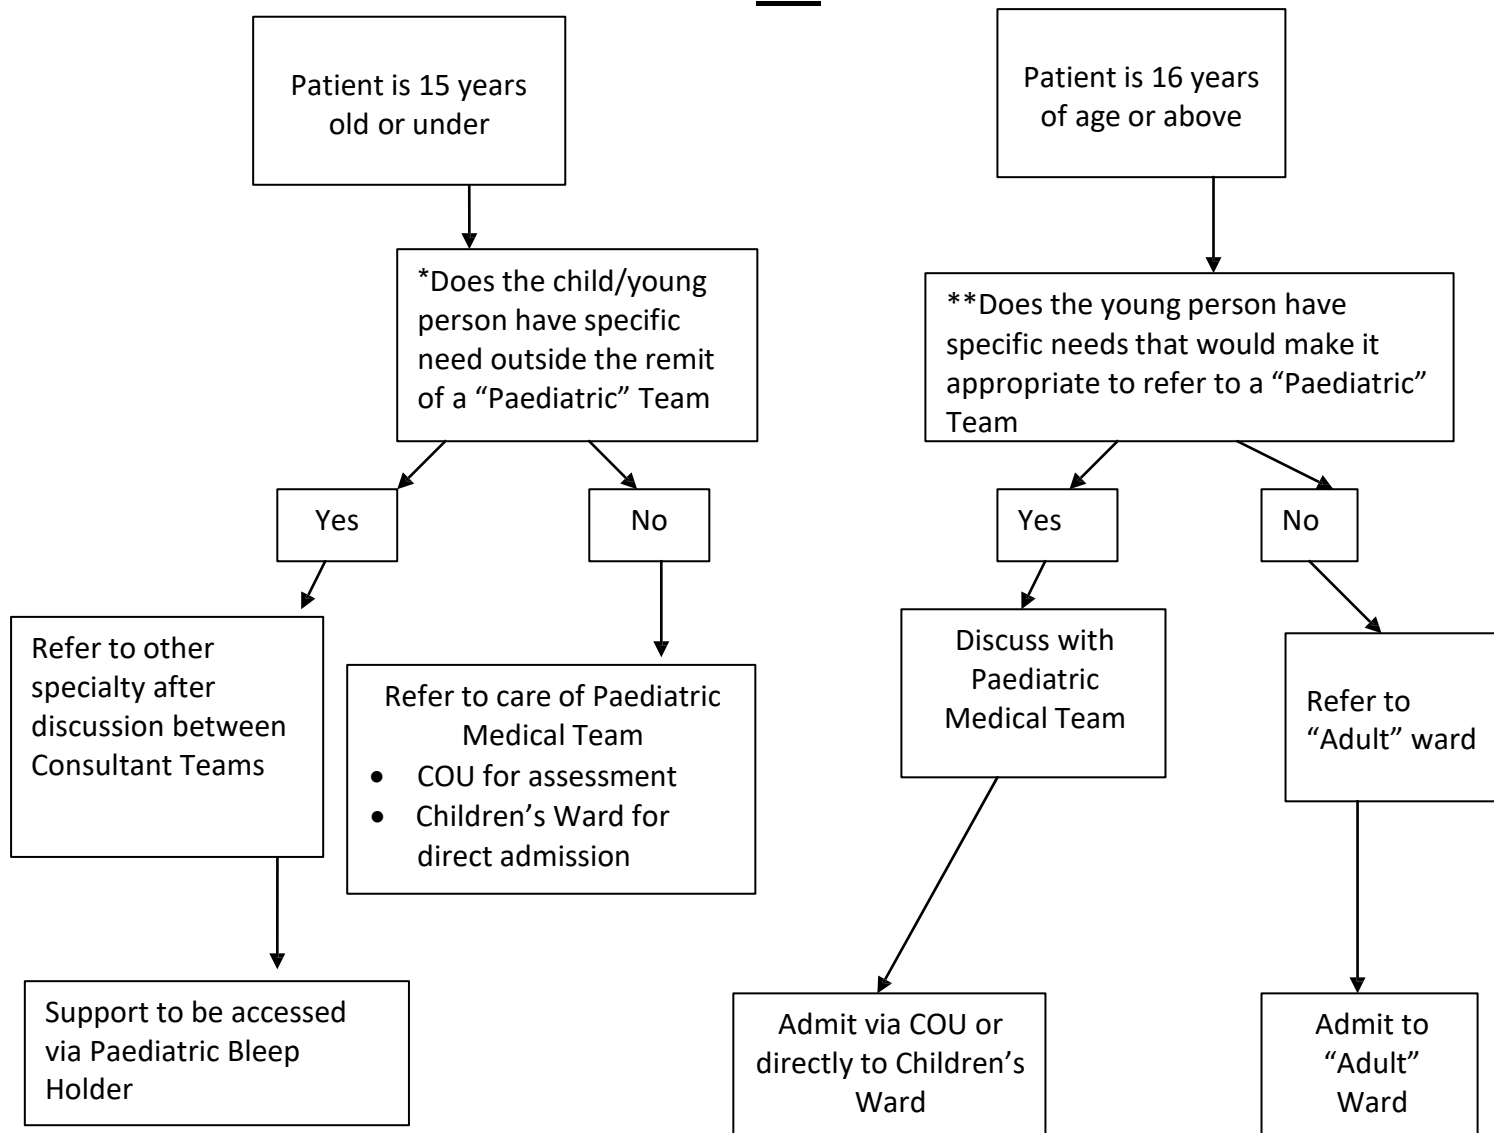 Patient is 15 years
old or under
Patient is 16 years
of age or above
*Does the child/young
person have specific
need outside the remit
of a “Paediatric” Team
**Does the young person have
specific needs that would make it
appropriate to refer to a “Paediatric”
Team
Yes
No
Yes
No
Refer to other
specialty after
discussion between
Consultant Teams
Refer to care of Paediatric
Medical Team
• COU for assessment
• Children’s Ward for
direct admission
Discuss with
Paediatric
Medical Team
Refer to
“Adult” ward
Support to be accessed
via Paediatric Bleep
Holder
Admit via COU or
directly to Children’s
Ward
Admit to
“Adult”
Ward